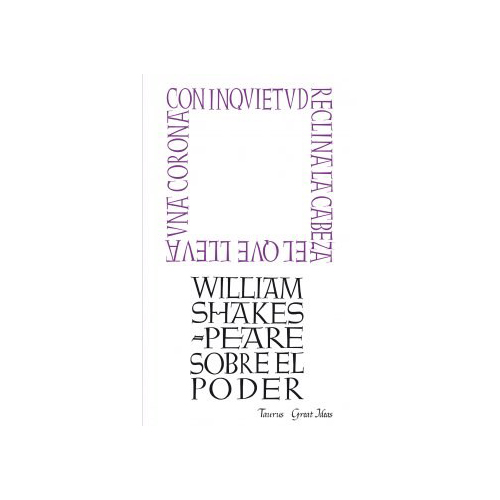 CON INQVIETVD
RECLINA LA CABEZA
EL QVE LLEVA
VNA CORONA
WILLIAM
SHAKES
=PEARE
SOBRE EL
PODER
Taurus Great Ideas